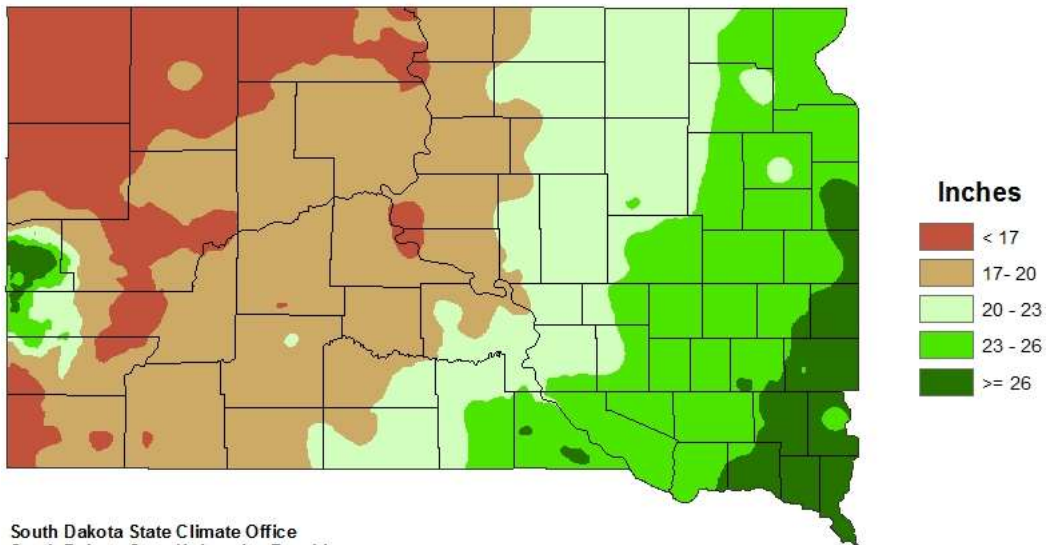 Inches
< 17
17- 20
20 - 23
23 - 26
>= 26
South Dakota State Climate Office